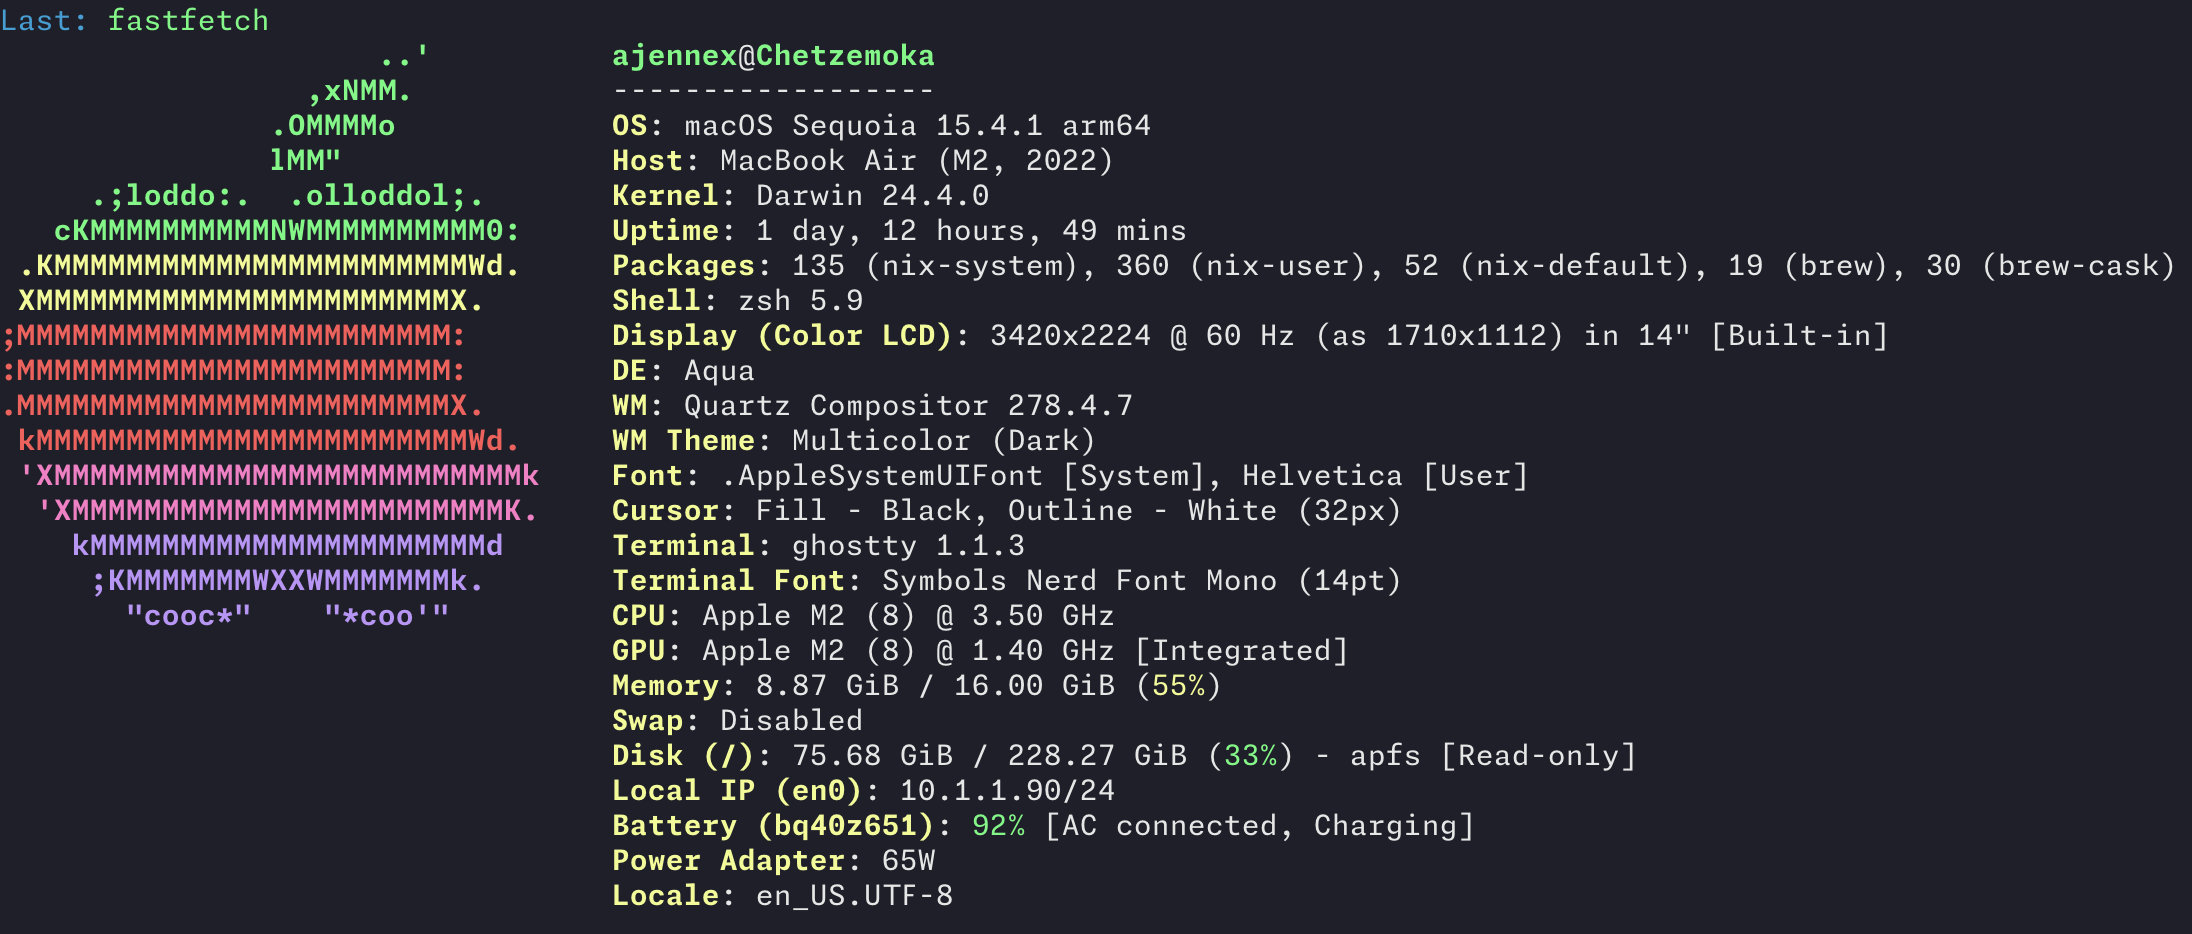 Last: fastfetch
                     ..'          ajennex@Chetzemoka
                 ,xNMM.           ------------------
               .OMMMMo            OS: macOS Sequoia 15.4.1 arm64
               lMM"               Host: MacBook Air (M2, 2022)
     .;loddo:.  .olloddol;.       Kernel: Darwin 24.4.0
   cKMMMMMMMMMMNWMMMMMMMMMM0:     Uptime: 1 day, 12 hours, 49 mins
 .KMMMMMMMMMMMMMMMMMMMMMMMWd.     Packages: 135 (nix-system), 360 (nix-user), 52 (nix-default), 19 (brew), 30 (brew-cask)
 XMMMMMMMMMMMMMMMMMMMMMMMX.       Shell: zsh 5.9
;MMMMMMMMMMMMMMMMMMMMMMMM:        Display (Color LCD): 3420x2224 @ 60 Hz (as 1710x1112) in 14" [Built-in]
:MMMMMMMMMMMMMMMMMMMMMMMM:        DE: Aqua
.MMMMMMMMMMMMMMMMMMMMMMMMX.       WM: Quartz Compositor 278.4.7
 kMMMMMMMMMMMMMMMMMMMMMMMMWd.     WM Theme: Multicolor (Dark)
 'XMMMMMMMMMMMMMMMMMMMMMMMMMMk    Font: .AppleSystemUIFont [System], Helvetica [User]
  'XMMMMMMMMMMMMMMMMMMMMMMMMK.    Cursor: Fill - Black, Outline - White (32px)
    kMMMMMMMMMMMMMMMMMMMMMMd      Terminal: ghostty 1.1.3
     ;KMMMMMMMWXXWMMMMMMMk.       Terminal Font: Symbols Nerd Font Mono (14pt)
       "cooc*"    "*coo'"         CPU: Apple M2 (8) @ 3.50 GHz
                                  GPU: Apple M2 (8) @ 1.40 GHz [Integrated]
                                  Memory: 8.87 GiB / 16.00 GiB (55%)
                                  Swap: Disabled
                                  Disk (/): 75.68 GiB / 228.27 GiB (33%) - apfs [Read-only]
                                  Local IP (en0): 10.1.1.90/24
                                  Battery (bq40z651): 92% [AC connected, Charging]
                                  Power Adapter: 65W
                                  Locale: en_US.UTF-8